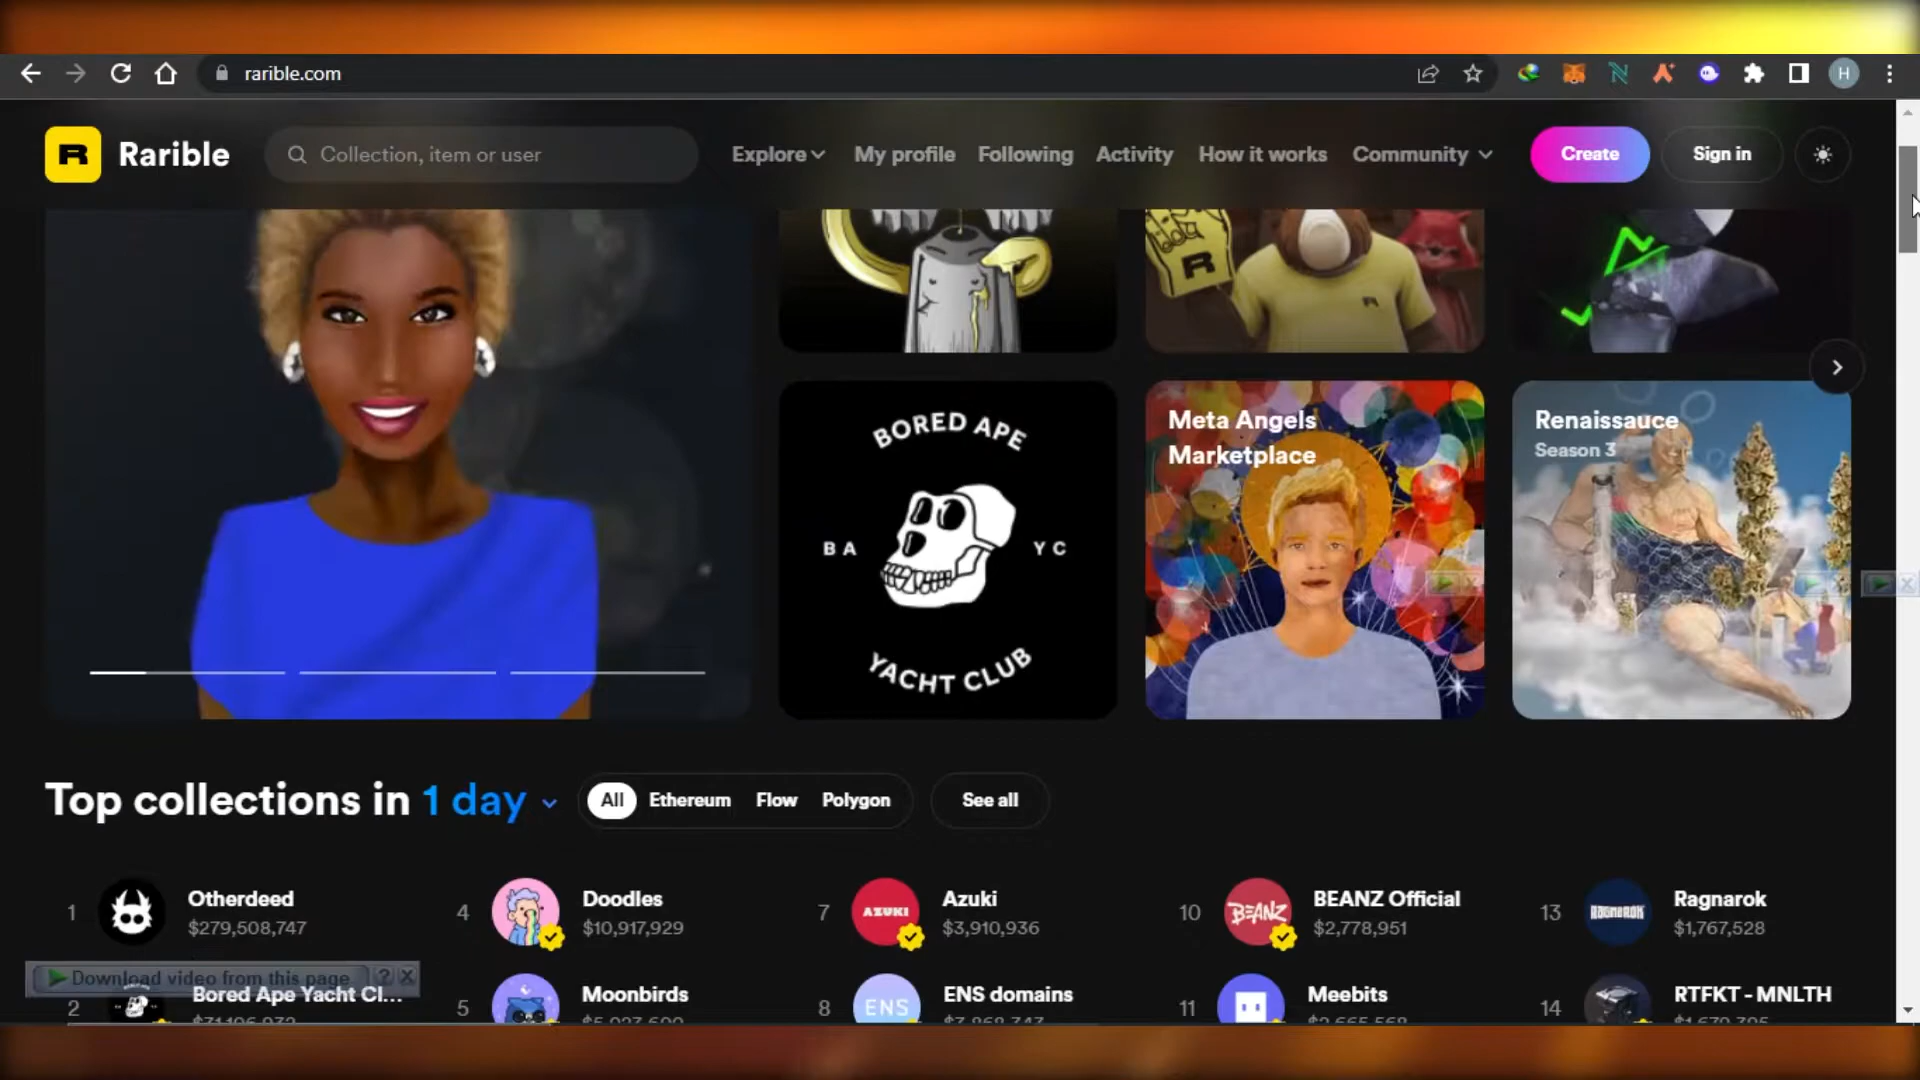 rarible.com
H
R Rarible
Collection, item or user
Explore
My profile
Following
Activity
How it works
Community
Create
Sign in
R
BORED APE
BA YC
YACHT CLUB
Meta Angels
Marketplace
Renaissauce
Season 3
Top collections in 1 day
All
Ethereum
Flow
Polygon
See all
1
Otherdeed
$279,508,747
4
Doodles
$10,917,929
7
AZUKI
Azuki
$3,910,936
10
BEANZ
BEANZ Official
$2,778,951
13
RAGNAROK
Ragnarok
$1,767,528
Download video from this page ? X
2
Bored Ape Yacht Cl...
5
Moonbirds
8
ENS
ENS domains
11
Meebits
14
RTFKT - MNLTH